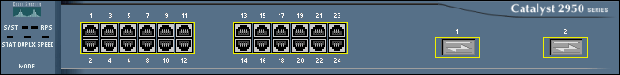 Catalyst 2950 SERIES
1 3 5 7 9 11 13 15 17 19 21 23
SYST RPS
1 2
STAT DUPLX SPEED
2 4 6 8 10 12 14 16 18 20 22 24
MODE